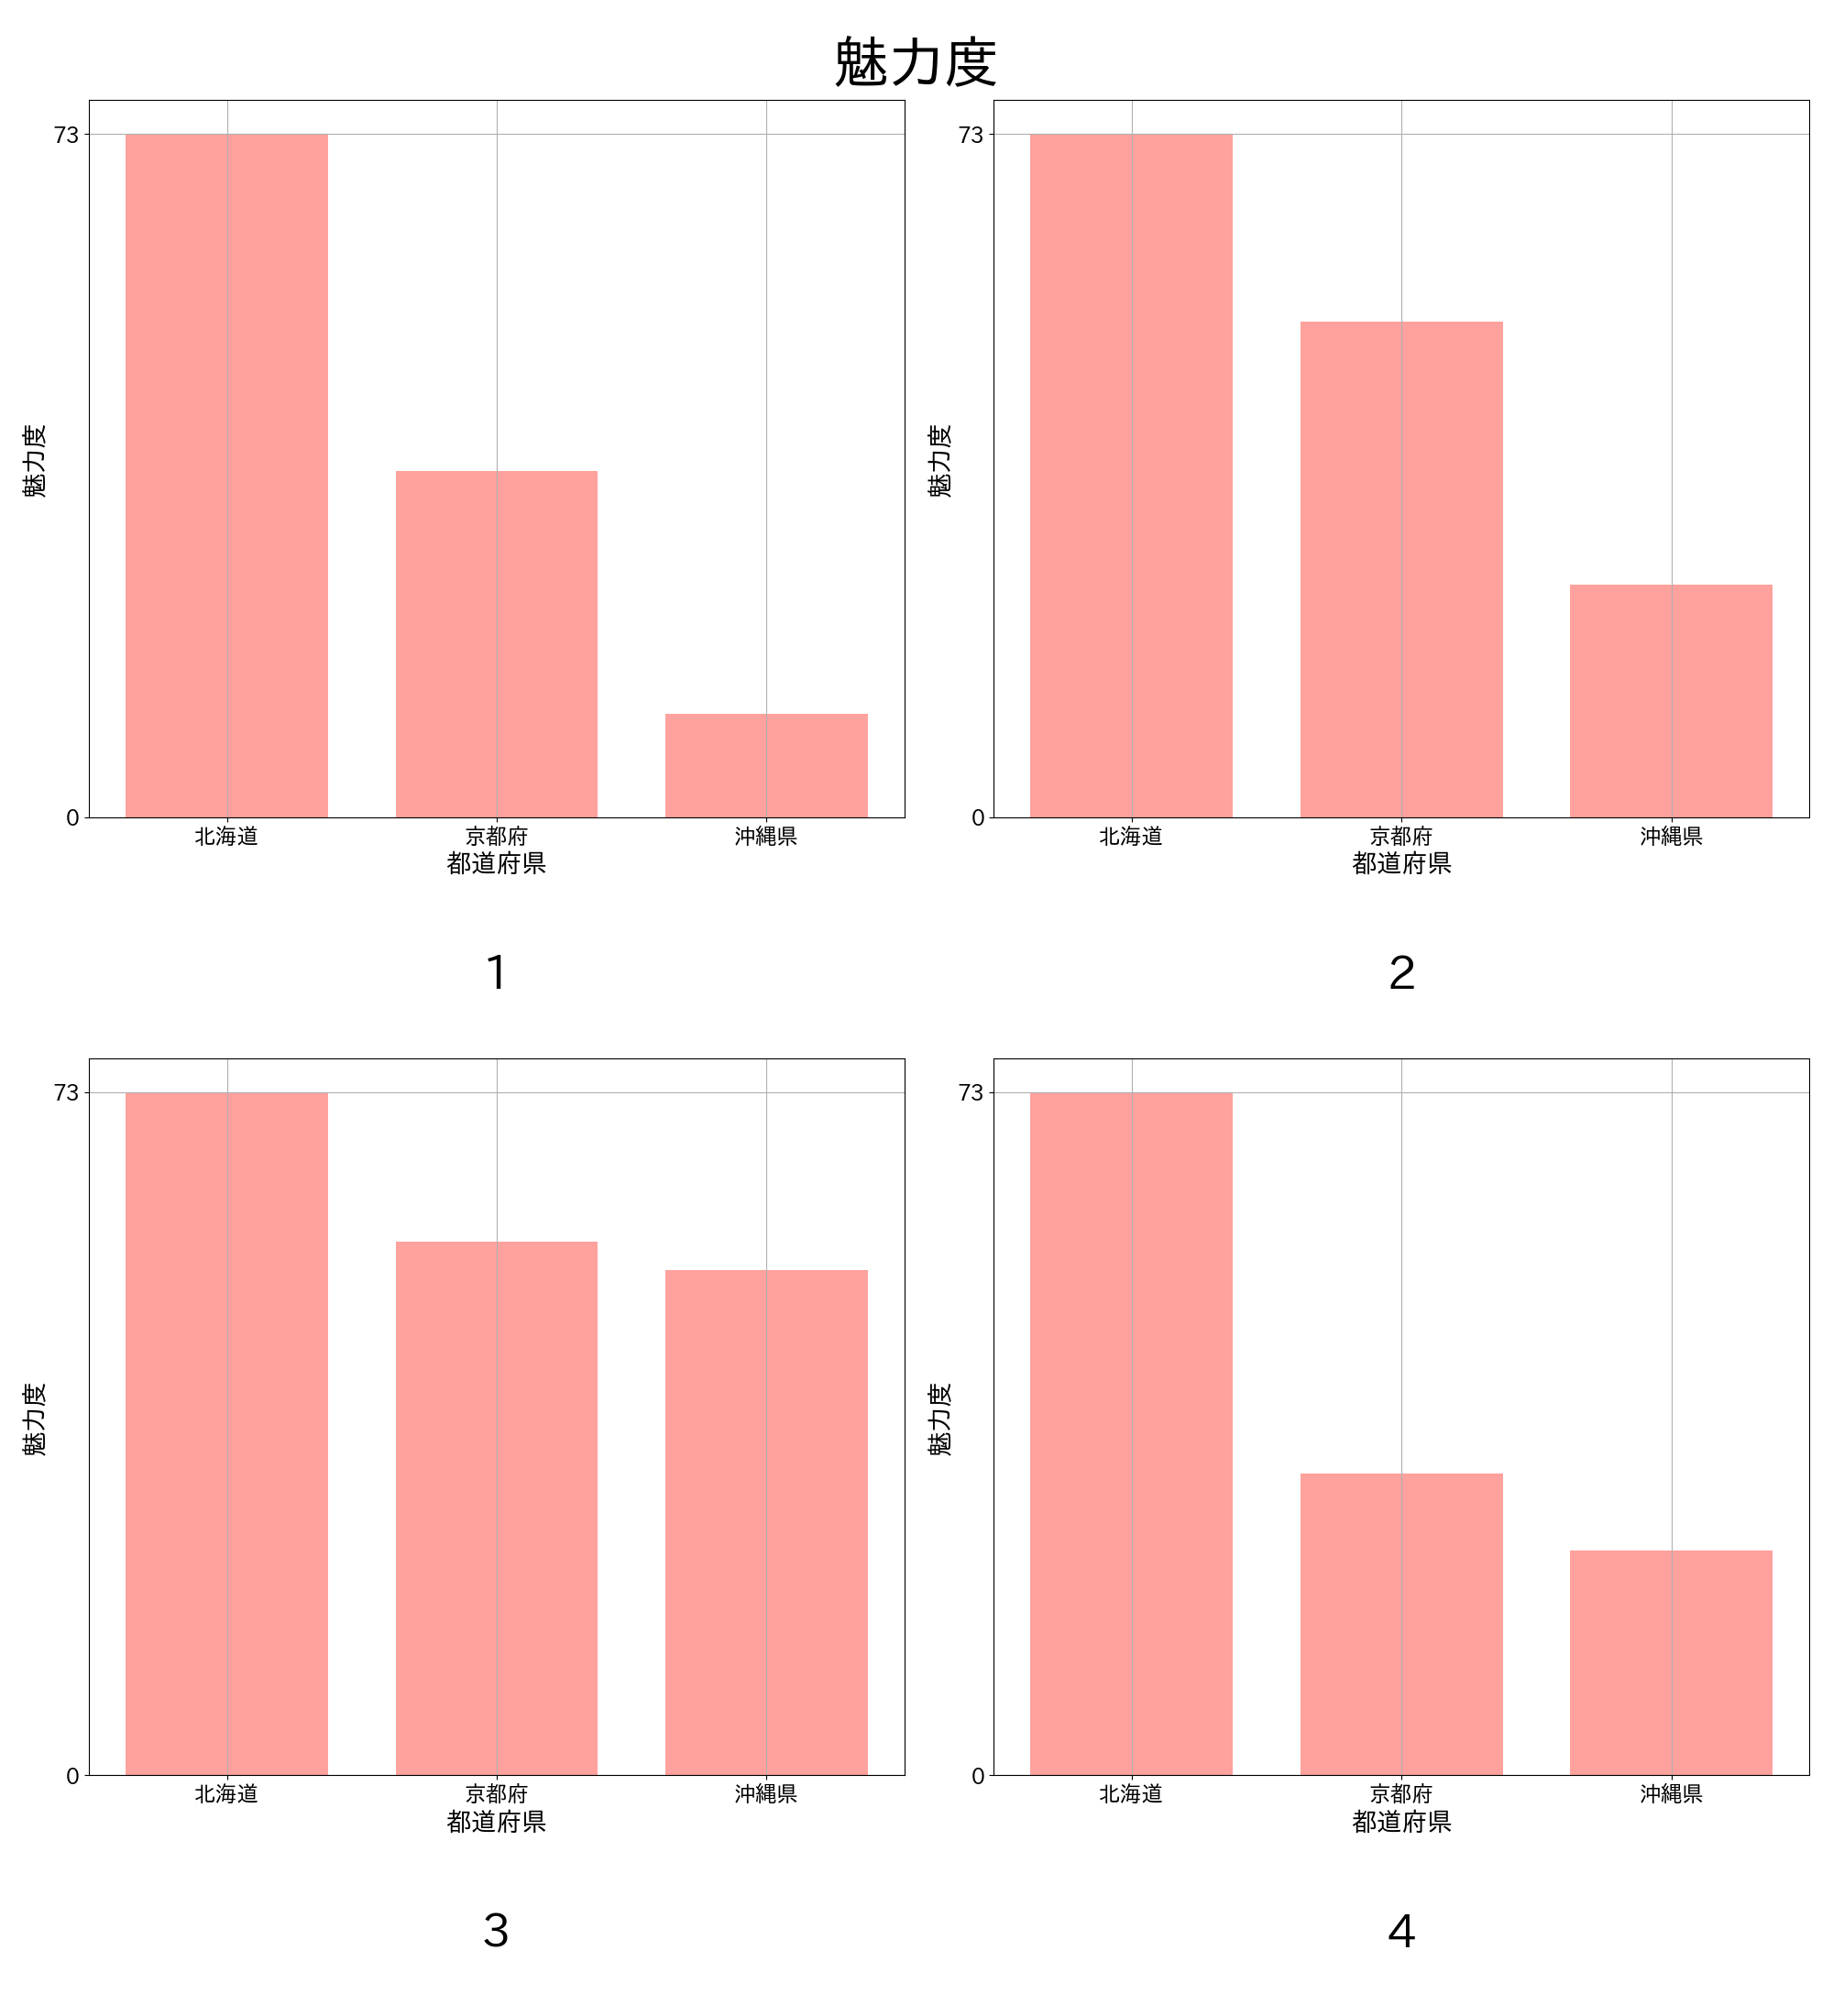 魅力度
73
0
魅力度
北海道 京都府 沖縄県
都道府県
1
73
0
魅力度
北海道 京都府 沖縄県
都道府県
2
73
0
魅力度
北海道 京都府 沖縄県
都道府県
3
73
0
魅力度
北海道 京都府 沖縄県
都道府県
4